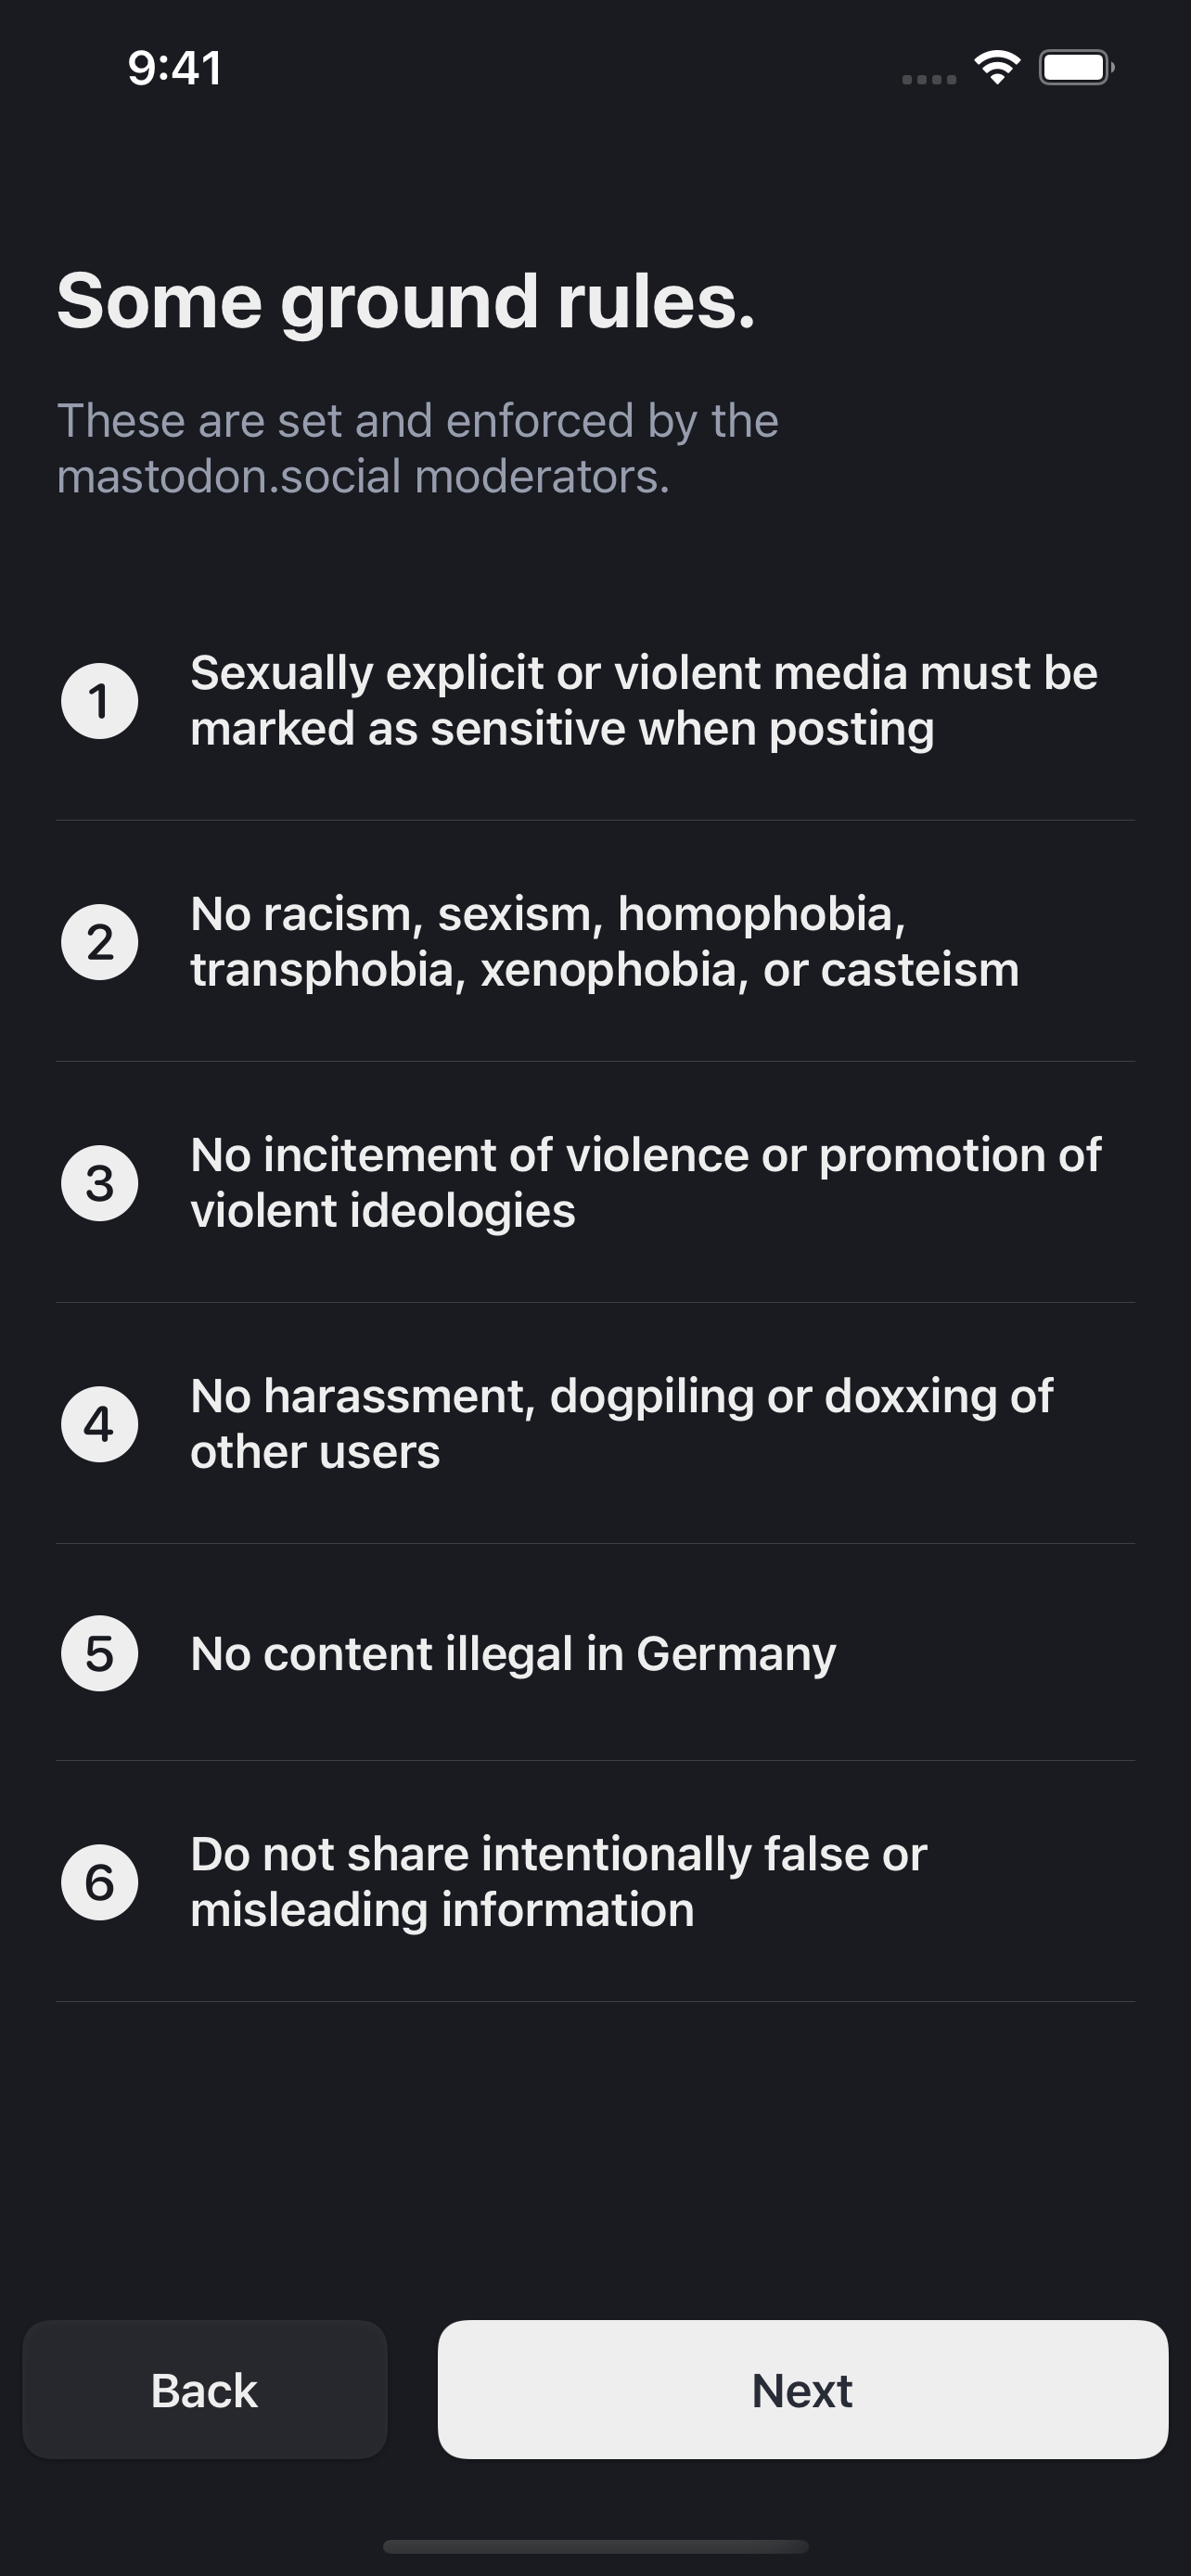 9:41
Some ground rules.
These are set and enforced by the
mastodon.social moderators.
1
Sexually explicit or violent media must be
marked as sensitive when posting
2
No racism, sexism, homophobia,
transphobia, xenophobia, or casteism
3
No incitement of violence or promotion of
violent ideologies
4
No harassment, dogpiling or doxxing of
other users
5
No content illegal in Germany
6
Do not share intentionally false or
misleading information
Back
Next